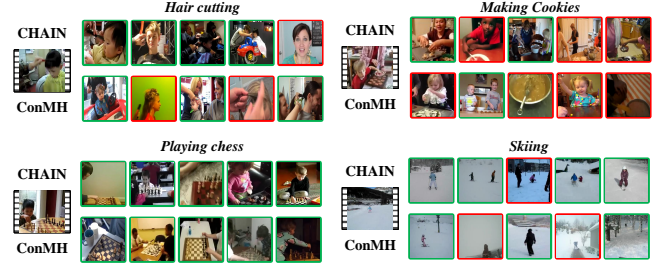 Hair cutting
CHAIN
ConMH
Making Cookies
CHAIN
ConMH
Playing chess
CHAIN
ConMH
Skiing
CHAIN
ConMH